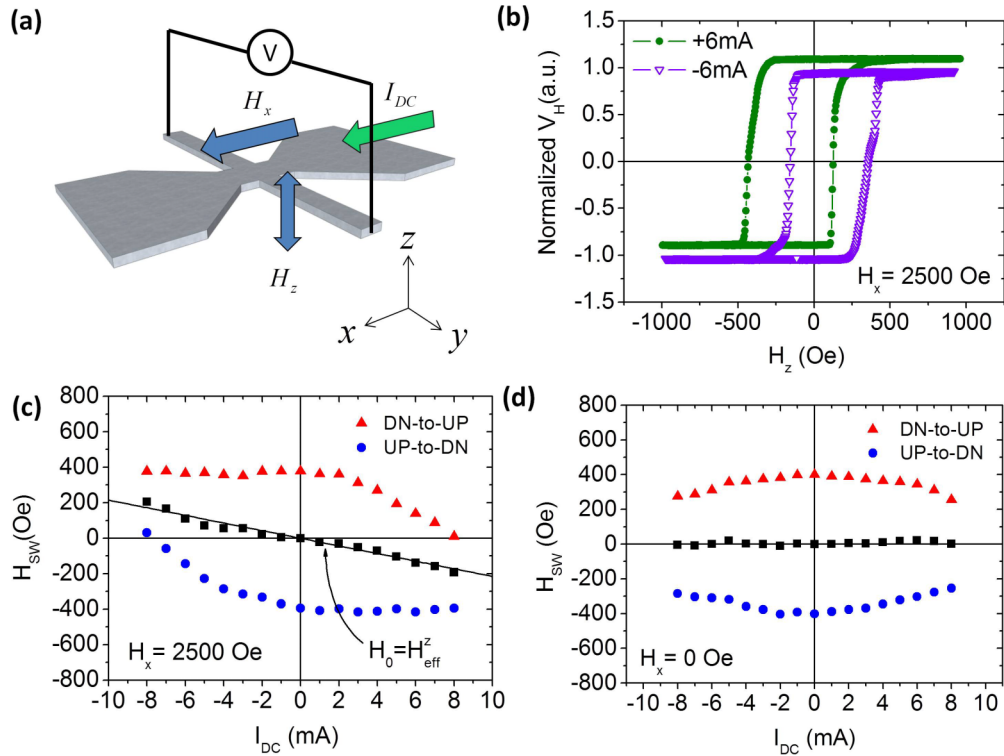 (a)
V
H_x
I_DC
H_z
z
x
y
(b)
+6mA
-6mA
Normalized V_H(a.u.)
1.5
1.0
0.5
0.0
-0.5
-1.0
-1.5
H_x= 2500 Oe
-1000 -500 0 500 1000
H_z (Oe)
(c)
DN-to-UP
UP-to-DN
H_SW(Oe)
800
600
400
200
0
-200
-400
-600
-800
H_x= 2500 Oe
H_0=H^z_eff
-10 -8 -6 -4 -2 0 2 4 6 8 10
I_DC (mA)
(d)
DN-to-UP
UP-to-DN
H_SW(Oe)
800
600
400
200
0
-200
-400
-600
-800
H_x= 0 Oe
-10 -8 -6 -4 -2 0 2 4 6 8 10
I_DC (mA)